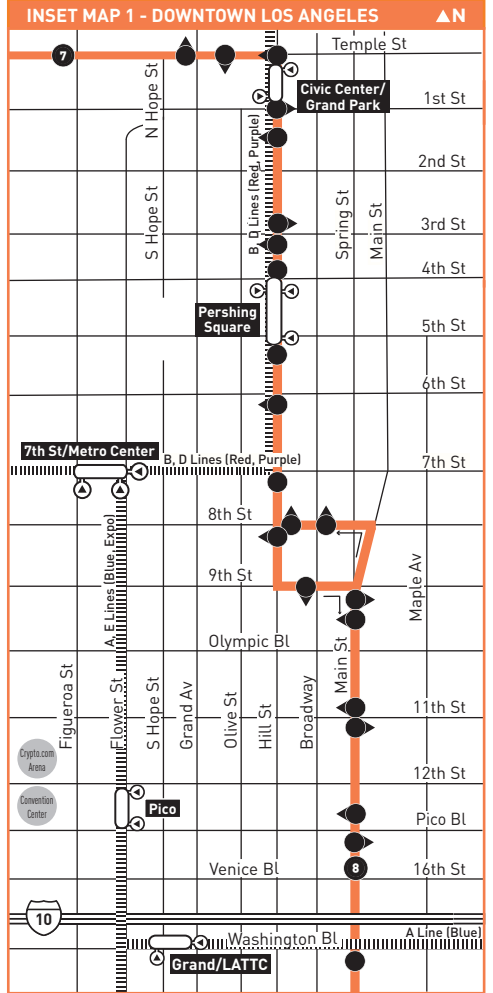 INSET MAP 1 - DOWNTOWN LOS ANGELES
N
Temple St
7
Civic Center/
Grand Park
1st St
N Hope St
B, D Lines (Red, Purple)
2nd St
S Hope St
Spring St
Main St
3rd St
4th St
Pershing
Square
5th St
6th St
7th St/Metro Center
B, D Lines (Red, Purple)
7th St
8th St
A, E Lines (Blue, Expo)
9th St
Maple Av
Olympic Bl
Figueroa St
Flower St
S Hope St
Grand Av
Olive St
Hill St
Broadway
Main St
11th St
Crypto.com
Arena
12th St
Convention
Center
Pico
Pico Bl
Venice Bl
8
16th St
10
Washington Bl
A Line (Blue)
Grand/LATTC